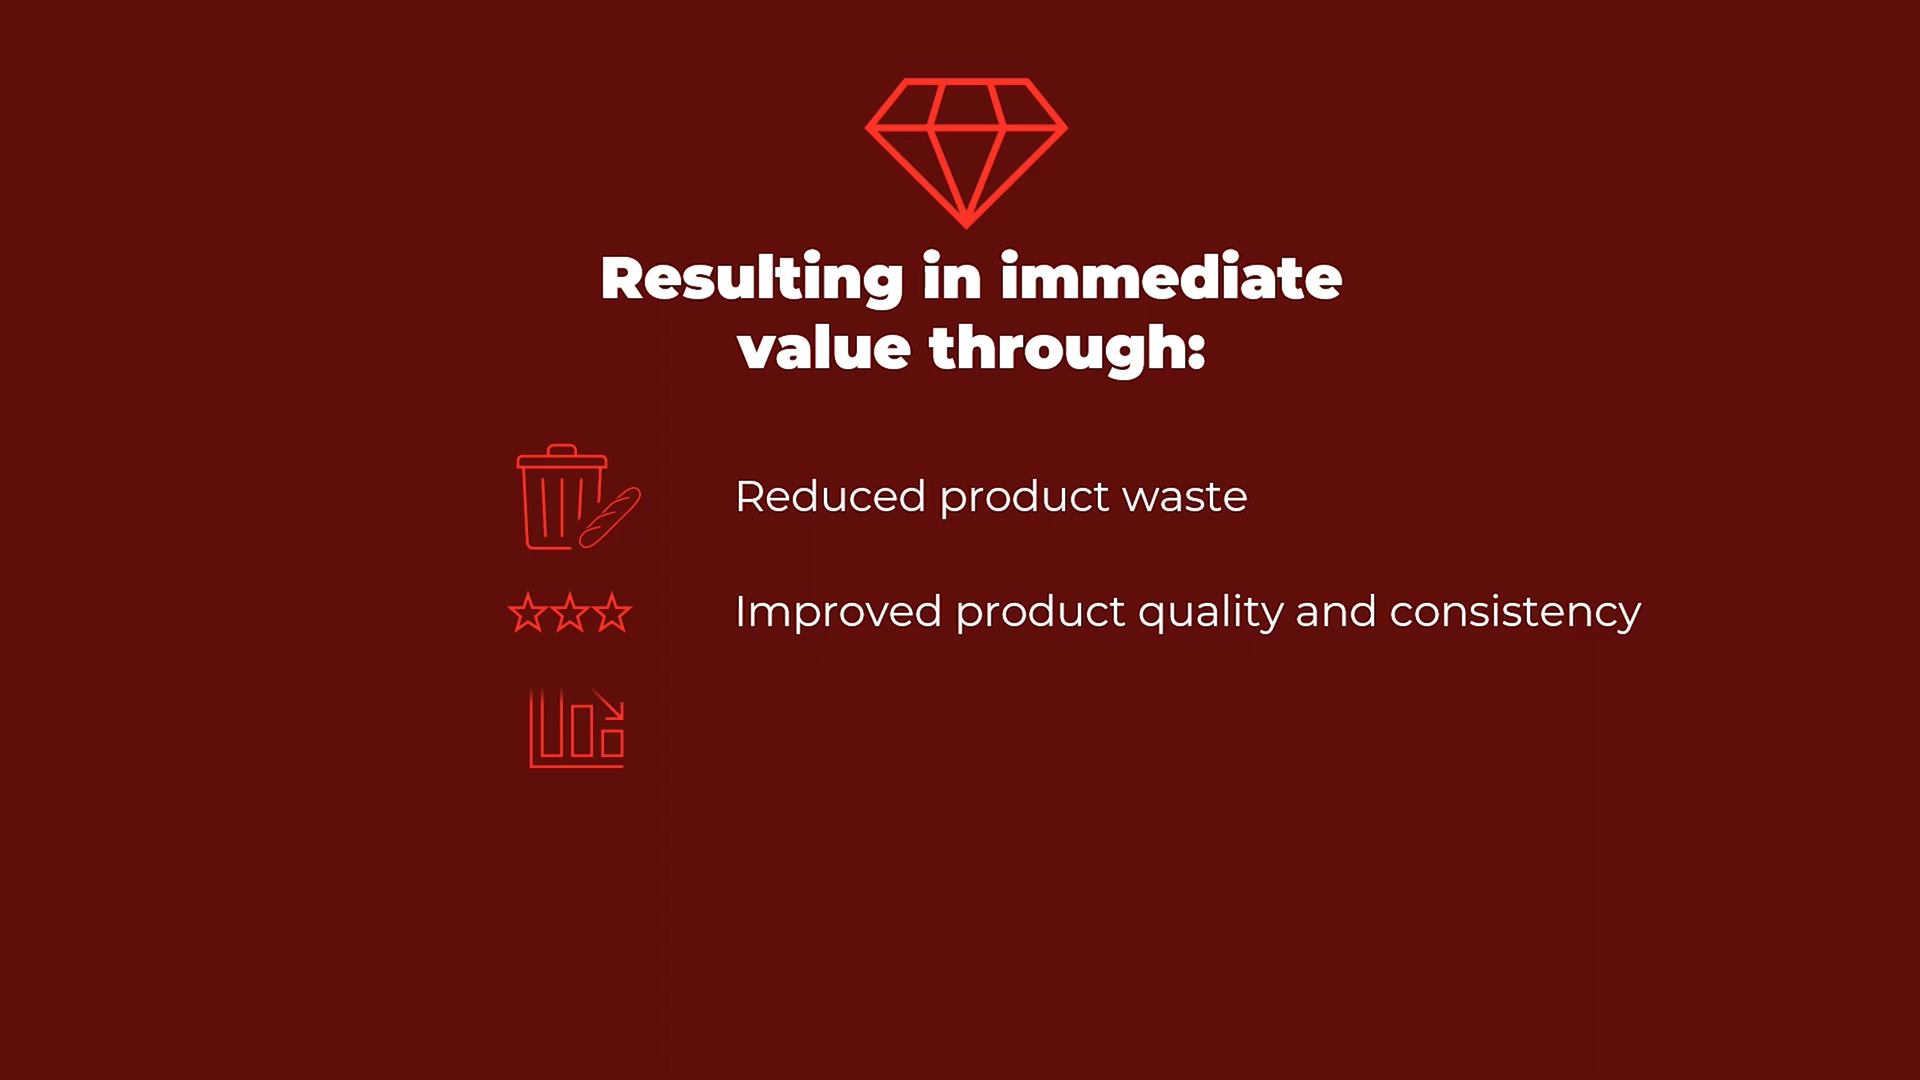 Resulting in immediate
value through:
Reduced product waste
Improved product quality and consistency